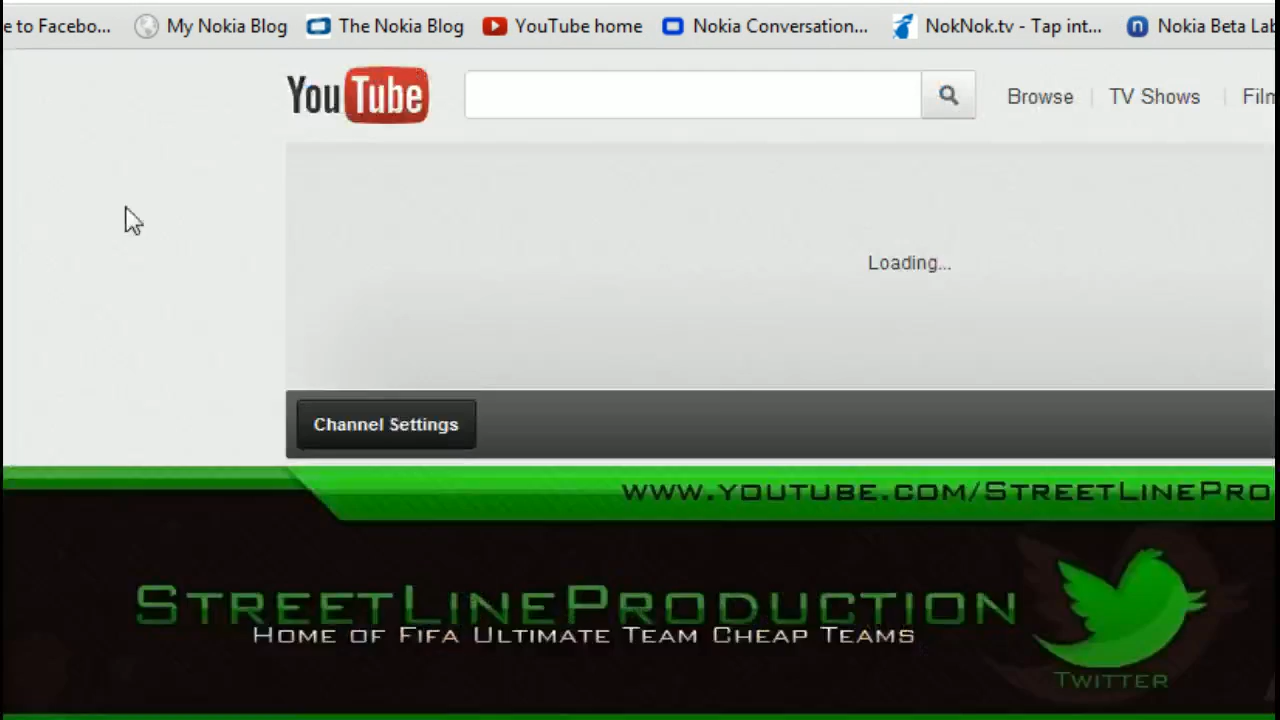 e to Facebo... My Nokia Blog The Nokia Blog YouTube home Nokia Conversation... NokNok.tv - Tap int... Nokia Beta Lab
YouTube Browse TV Shows Film
Loading...
Channel Settings
WWW.YOUTUBE.COM/STREETLINEPRO
STREETLINEPRODUCTION
HOME OF FIFA ULTIMATE TEAM CHEAP TEAMS
TWITTER